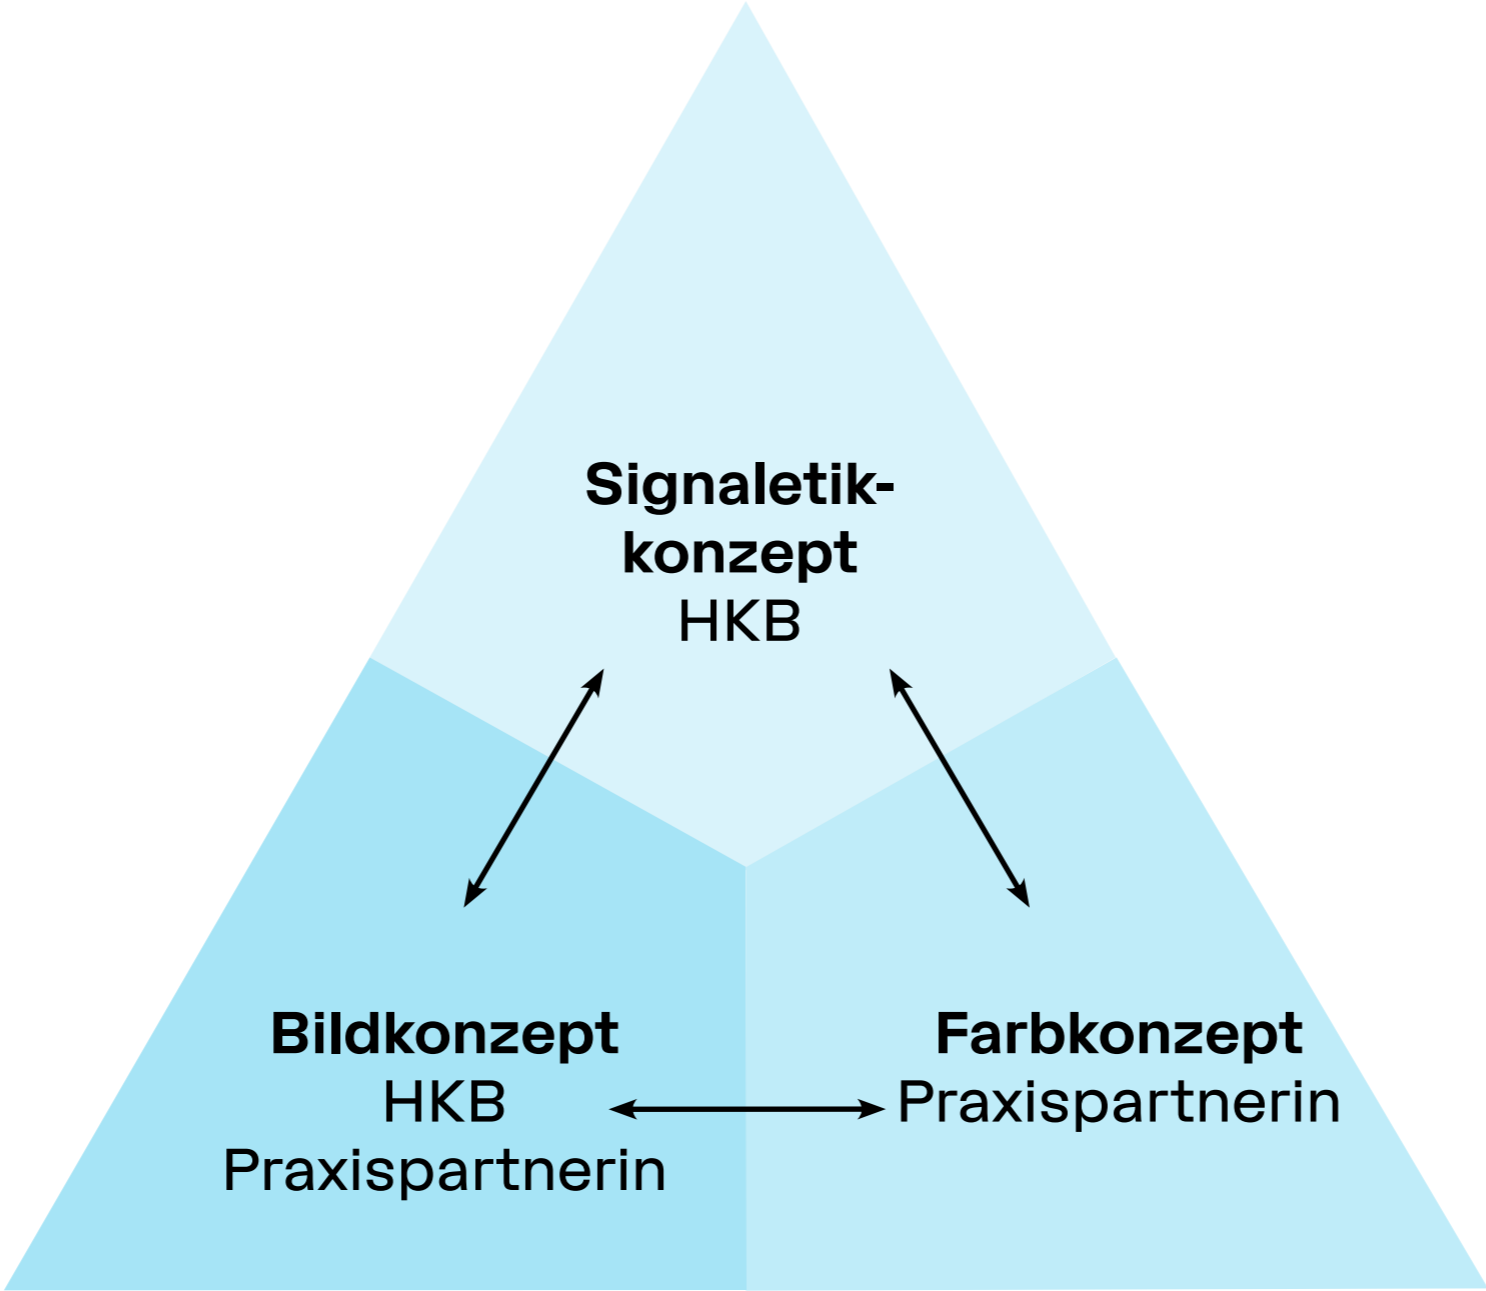 Signaletik-
konzept
HKB
Bildkonzept
HKB
Praxispartnerin
Farbkonzept
Praxispartnerin